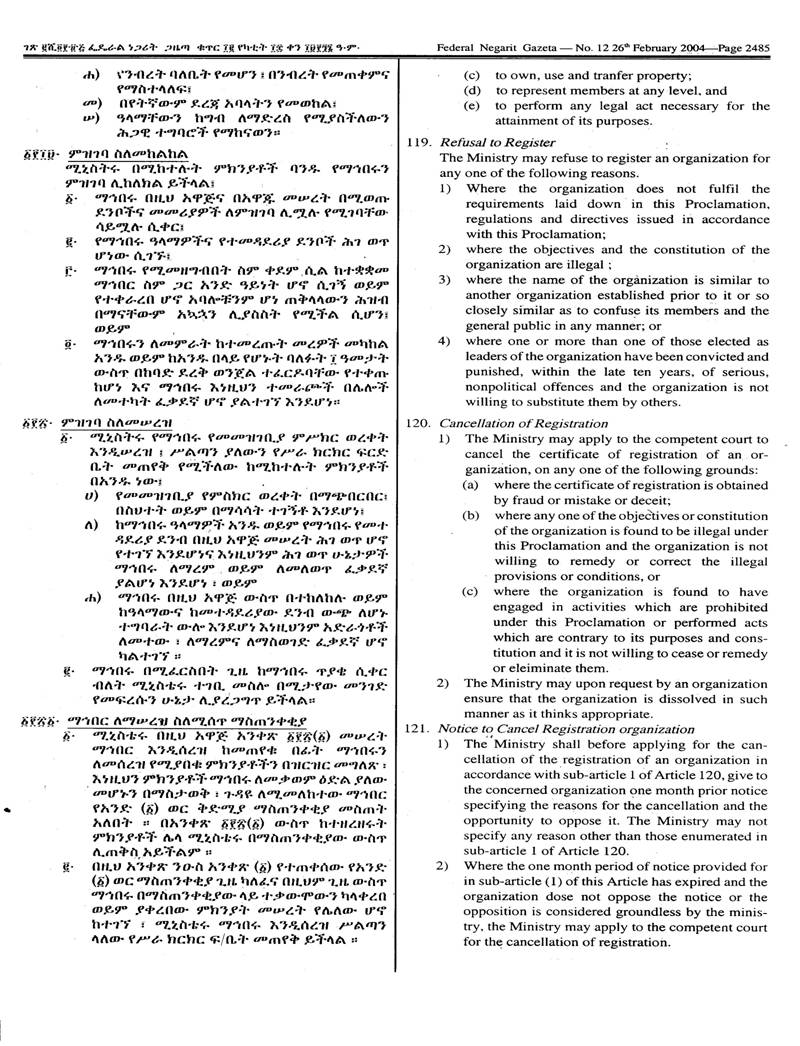 ገጽ ፪ሺ፬፻፹፭ ፌዴራል ነጋሪት ጋዜጣ ቁጥር ፲፪ የካቲት ፲፰ ቀን ፲፱፻፺፮ ዓ.ም.
Federal Negarit Gazeta — No. 12 26th February 2004—Page 2485
ሐ) የንብረት ባለቤት የመሆን ፣ በንብረት የመጠቀምና
የማስተላለፍ፣
መ) በየትኛውም ደረጃ አባላትን የመወከል፣
ሠ) ዓላማውን ከግብ ለማድረስ የሚያስችለውን
ሕጋዊ ተግባሮች የማከናወን።
፩፻፲፱. ምዝገባ ስለመከልከል
ሚኒስትሩ በሚከተሉት ምክንያቶች ባንዱ የማኅበሩን
ምዝገባ ሊከለክል ይችላል፣
፩. ማኅበሩ በዚህ አዋጅና በአዋጁ መሠረት በሚወጡ
ደንቦችና መመሪያዎች ለምዝገባ ሊሟሉ የሚገባቸው
ሳይሟሉ ሲቀር፣
፪. የማኅበሩ ዓላማዎችና የተመዳደሪያ ደንቦች ሕገ ወጥ
ሆነው ሲገኙ፣
፫. ማኅበሩ የሚመዘግብበት ስም ቀደም ሲል ከተቋቋመ
ማኅበር ስም ጋር አንድ ዓይነት ሆኖ ሲገኝ ወይም
የተቀራረበ ሆኖ አባሎቹንም ሆነ ጠቅላላውን ሕዝብ
በማናቸውም አኳኋን ሊያስስት የሚችል ሲሆን፣
ወይም
፬. ማኅበሩን ለመምራት ከተመረጡት መሪዎች መካከል
አንዱ ወይም ከአንዱ በላይ የሆኑት ባለፉት ፲ ዓመታት
ውስጥ በከባድ ደረቅ ወንጀል ተፈርዶባቸው የተቀጡ
ከሆነ እና ማኅበሩ እነዚህን ተመራጮች በሌሎች
ለመተካት ፈቃደኛ ሆኖ ያልተገኘ እንደሆነ።
፩፻፳. ምዝገባ ስለመሠረዝ
፩. ሚኒስትሩ የማኅበሩ የመመዝገቢያ ምሥክር ወረቀት
እንዲሠረዝ ፣ ሥልጣን ያለውን የሥራ ክርክር ፍርድ
ቤት መጠየቅ የሚችለው ከሚከተሉት ምክንያቶች
በአንዱ ነው፣
ሀ) የመመዝገቢያ የምስክር ወረቀት በማጭበርበር፣
በስህተት ወይም በማሳሳት ተገኝቶ እንደሆነ፣
ለ) ከማኅበሩ ዓላማዎች አንዱ ወይም የማኅበሩ የመተ
ዳደሪያ ደንብ በዚህ አዋጅ መሠረት ሕገ ወጥ ሆኖ
የተገኘ እንደሆነና እነዚህንም ሕገ ወጥ ሁኔታዎች
ማኅበሩ ለማረም ወይም ለመለወጥ ፈቃደኛ
ያልሆነ እንደሆነ ፣ ወይም
ሐ) ማኅበሩ በዚህ አዋጅ ውስጥ በተከለከሉ ወይም
ከዓላማውና ከመተዳደሪያው ደንብ ውጭ ለሆኑ
ተግባራት ውሎ እንደሆነ እነዚህንም አድራጎቶች
ለመተው ፣ ለማረምና ለማስወገድ ፈቃደኛ ሆኖ
ካልተገኘ ።
፪. ማኅበሩ በሚፈርስበት ጊዜ ከማኅበሩ ጥያቄ ሲቀር
ብለት ሚኒስቴሩ ተገቢ መስሎ በሚታየው መንገድ
የመፍረሱን ሁኔታ ሊያረጋግጥ ይችላል።
፩፻፳፩. ማኅበር ለማሠረዝ ስለሚሰጥ ማስጠንቀቂያ
፩. ሚኒስቴሩ በዚህ አዋጅ አንቀጽ ፩፻፳(፩) መሠረት
ማኅበር እንዲሰረዝ ከመጠየቁ በፊት ማኅበሩን
ለመሰረዝ የሚያበቁ ምክንያቶችን በዝርዝር መግለጽ ፣
እነዚህን ምክንያቶች ማኅበሩ ለመቃወም ዕድል ያለው
መሆኑን በማስታወቅ ፣ ጉዳዩ ለሚመለከተው ማኅበር
የአንድ (፩) ወር ቅድሚያ ማስጠንቀቂያ መስጠት
አለበት ። በአንቀጽ ፩፻፳(፩) ውስጥ ከተዘረዘሩት
ምክንያቶች ሌላ ሚኒስቴሩ በማስጠንቀቂያው ውስጥ
ሊጠቅስ አይችልም ።
፪. በዚህ አንቀጽ ንዑስ አንቀጽ (፩) የተጠቀሰው የአንድ
(፩) ወር ማስጠንቀቂያ ጊዜ ካለፈና በዚህም ጊዜ ውስጥ
ማኅበሩ በማስጠንቀቂያው ላይ ተቃውሞውን ካላቀረበ
ወይም ያቀረበው ምክንያት መሠረት የሌለው ሆኖ
ከተገኘ ፣ ሚኒስቴሩ ማኅበሩ እንዲሰረዝ ሥልጣን
ላለው የሥራ ክርክር ፍ/ቤት መጠየቅ ይችላል ።
(c) to own, use and tranfer property;
(d) to represent members at any level, and
(e) to perform any legal act necessary for the
attainment of its purposes.
119. Refusal to Register
The Ministry may refuse to register an organization for
any one of the following reasons.
1) Where the organization does not fulfil the
requirements laid down in this Proclamation,
regulations and directives issued in accordance
with this Proclamation;
2) where the objectives and the constitution of the
organization are illegal ;
3) where the name of the organization is similar to
another organization established prior to it or so
closely similar as to confuse its members and the
general public in any manner; or
4) where one or more than one of those elected as
leaders of the organization have been convicted and
punished, within the late ten years, of serious,
nonpolitical offences and the organization is not
willing to substitute them by others.
120. Cancellation of Registration
1) The Ministry may apply to the competent court to
cancel the certificate of registration of an or-
ganization, on any one of the following grounds:
(a) where the certificate of registration is obtained
by fraud or mistake or deceit;
(b) where any one of the objectives or constitution
of the organization is found to be illegal under
this Proclamation and the organization is not
willing to remedy or correct the illegal
provisions or conditions, or
(c) where the organization is found to have
engaged in activities which are prohibited
under this Proclamation or performed acts
which are contrary to its purposes and cons-
titution and it is not willing to cease or remedy
or eleiminate them.
2) The Ministry may upon request by an organization
ensure that the organization is dissolved in such
manner as it thinks appropriate.
121. Notice to Cancel Registration organization
1) The Ministry shall before applying for the can-
cellation of the registration of an organization in
accordance with sub-article 1 of Article 120, give to
the concerned organization one month prior notice
specifying the reasons for the cancellation and the
opportunity to oppose it. The Ministry may not
specify any reason other than those enumerated in
sub-article 1 of Article 120.
2) Where the one month period of notice provided for
in sub-article (1) of this Article has expired and the
organization dose not oppose the notice or the
opposition is considered groundless by the minis-
try, the Ministry may apply to the competent court
for the cancellation of registration.